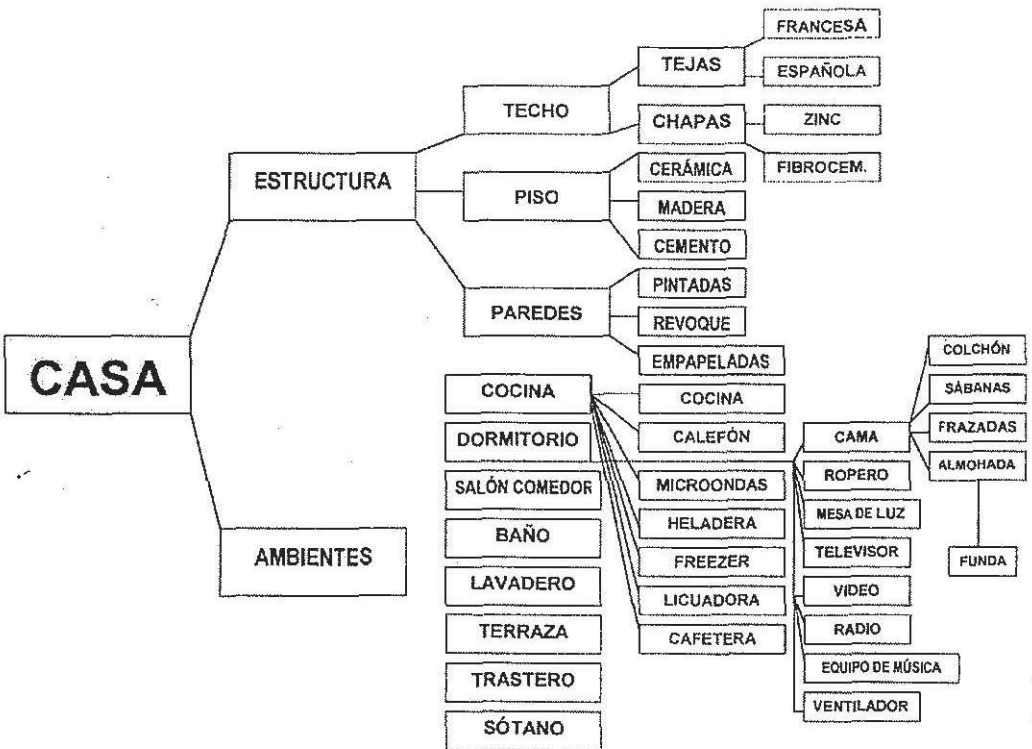 CASA
ESTRUCTURA
TECHO
TEJAS
FRANCESA
ESPAÑOLA
CHAPAS
ZINC
FIBROCEM.
PISO
CERÁMICA
MADERA
CEMENTO
PAREDES
PINTADAS
REVOQUE
EMPAPELADAS
AMBIENTES
COCINA
COCINA
CALEFÓN
MICROONDAS
HELADERA
FREEZER
LICUADORA
CAFETERA
DORMITORIO
CAMA
COLCHÓN
SÁBANAS
FRAZADAS
ALMOHADA
FUNDA
ROPERO
MESA DE LUZ
TELEVISOR
VIDEO
RADIO
EQUIPO DE MÚSICA
VENTILADOR
SALÓN COMEDOR
BAÑO
LAVADERO
TERRAZA
TRASTERO
SÓTANO